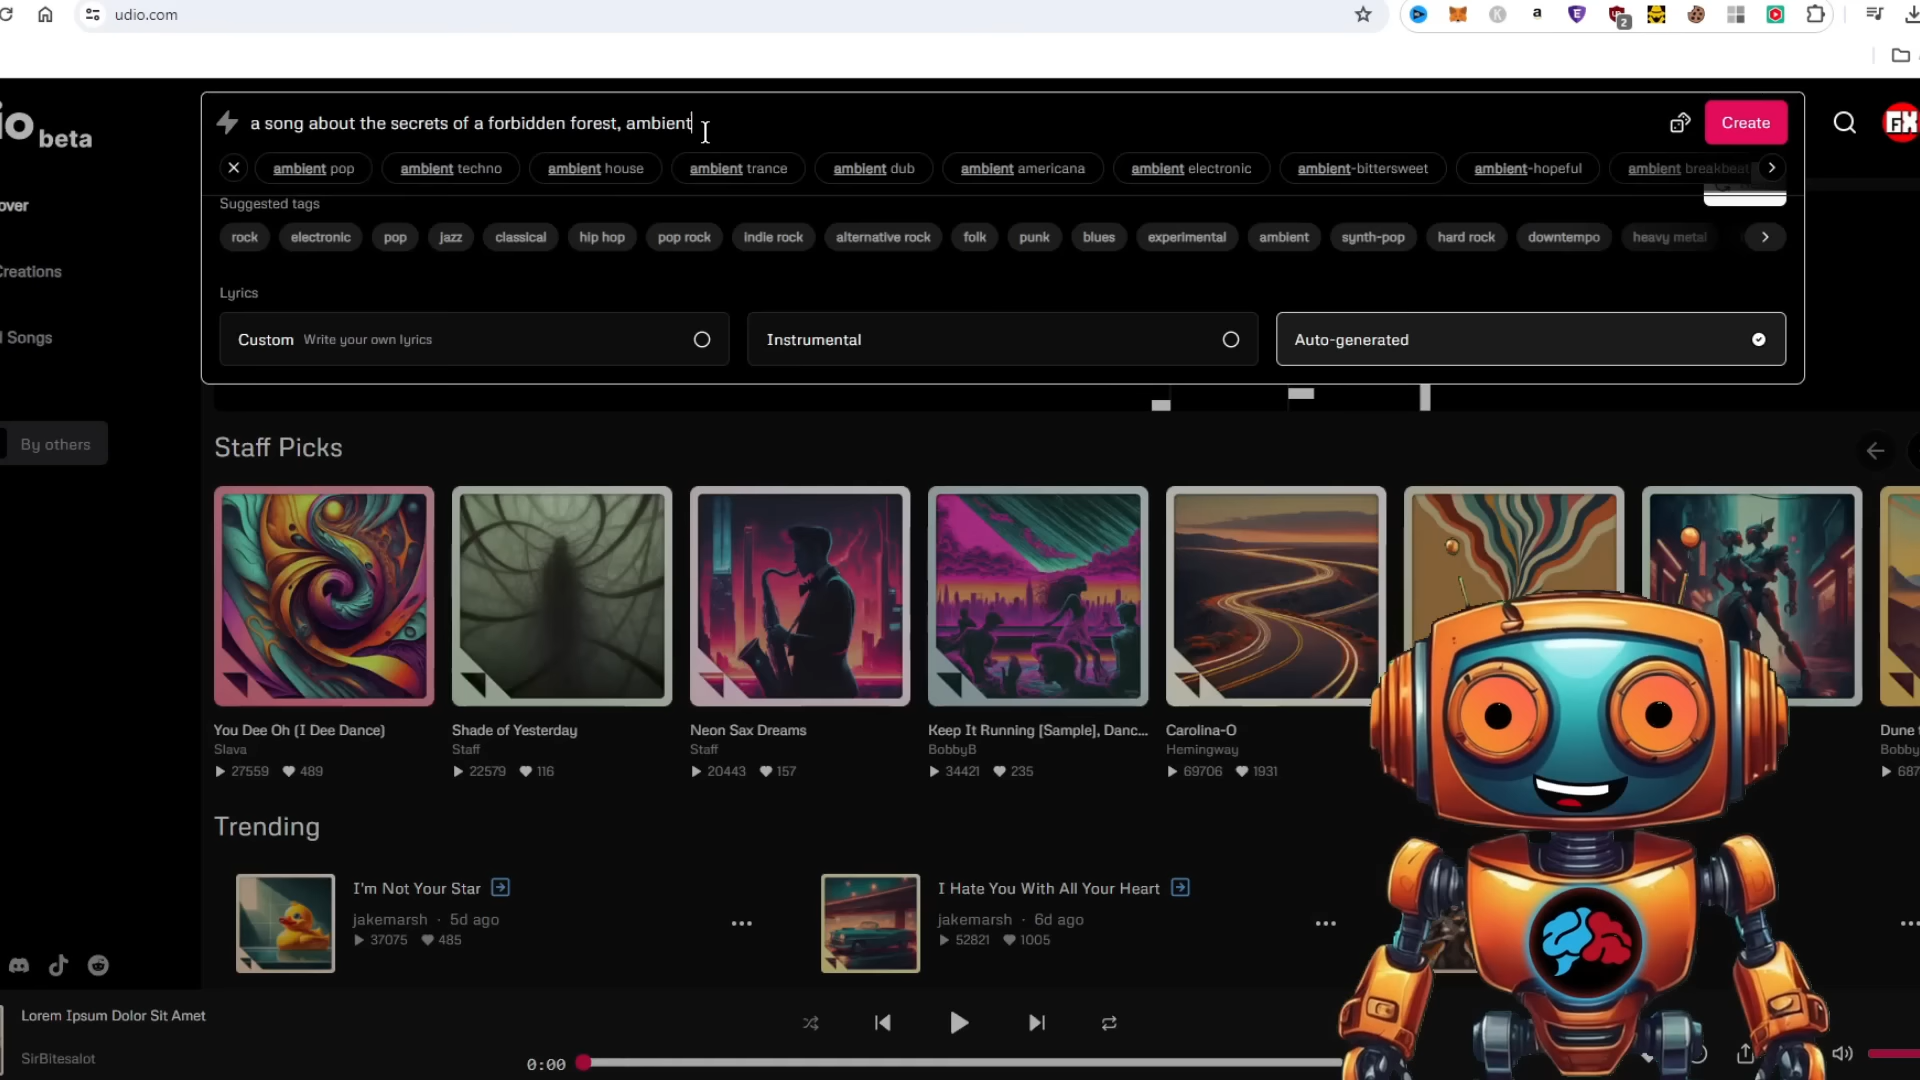 udio.com
2
io beta
a song about the secrets of a forbidden forest, ambient
Create
FX
ambient pop
ambient techno
ambient house
ambient trance
ambient dub
ambient americana
ambient electronic
ambient-bittersweet
ambient-hopeful
ambient breakbeat
over
Suggested tags
rock
electronic
pop
jazz
classical
hip hop
pop rock
indie rock
alternative rock
folk
punk
blues
experimental
ambient
synth-pop
hard rock
downtempo
heavy metal
Creations
Lyrics
Custom Write your own lyrics
Instrumental
Auto-generated
Songs
By others
Staff Picks
You Dee Oh (I Dee Dance)
Slava
27559 489
Shade of Yesterday
Staff
22579 116
Neon Sax Dreams
Staff
20443 157
Keep It Running [Sample], Danc...
BobbyB
34421 235
Carolina-O
Hemingway
69706 1931
Dune
Bobby
687
Trending
I'm Not Your Star
jakemarsh · 5d ago
37075 485
I Hate You With All Your Heart
jakemarsh · 6d ago
52821 1005
Lorem Ipsum Dolor Sit Amet
SirBitesalot
0:00